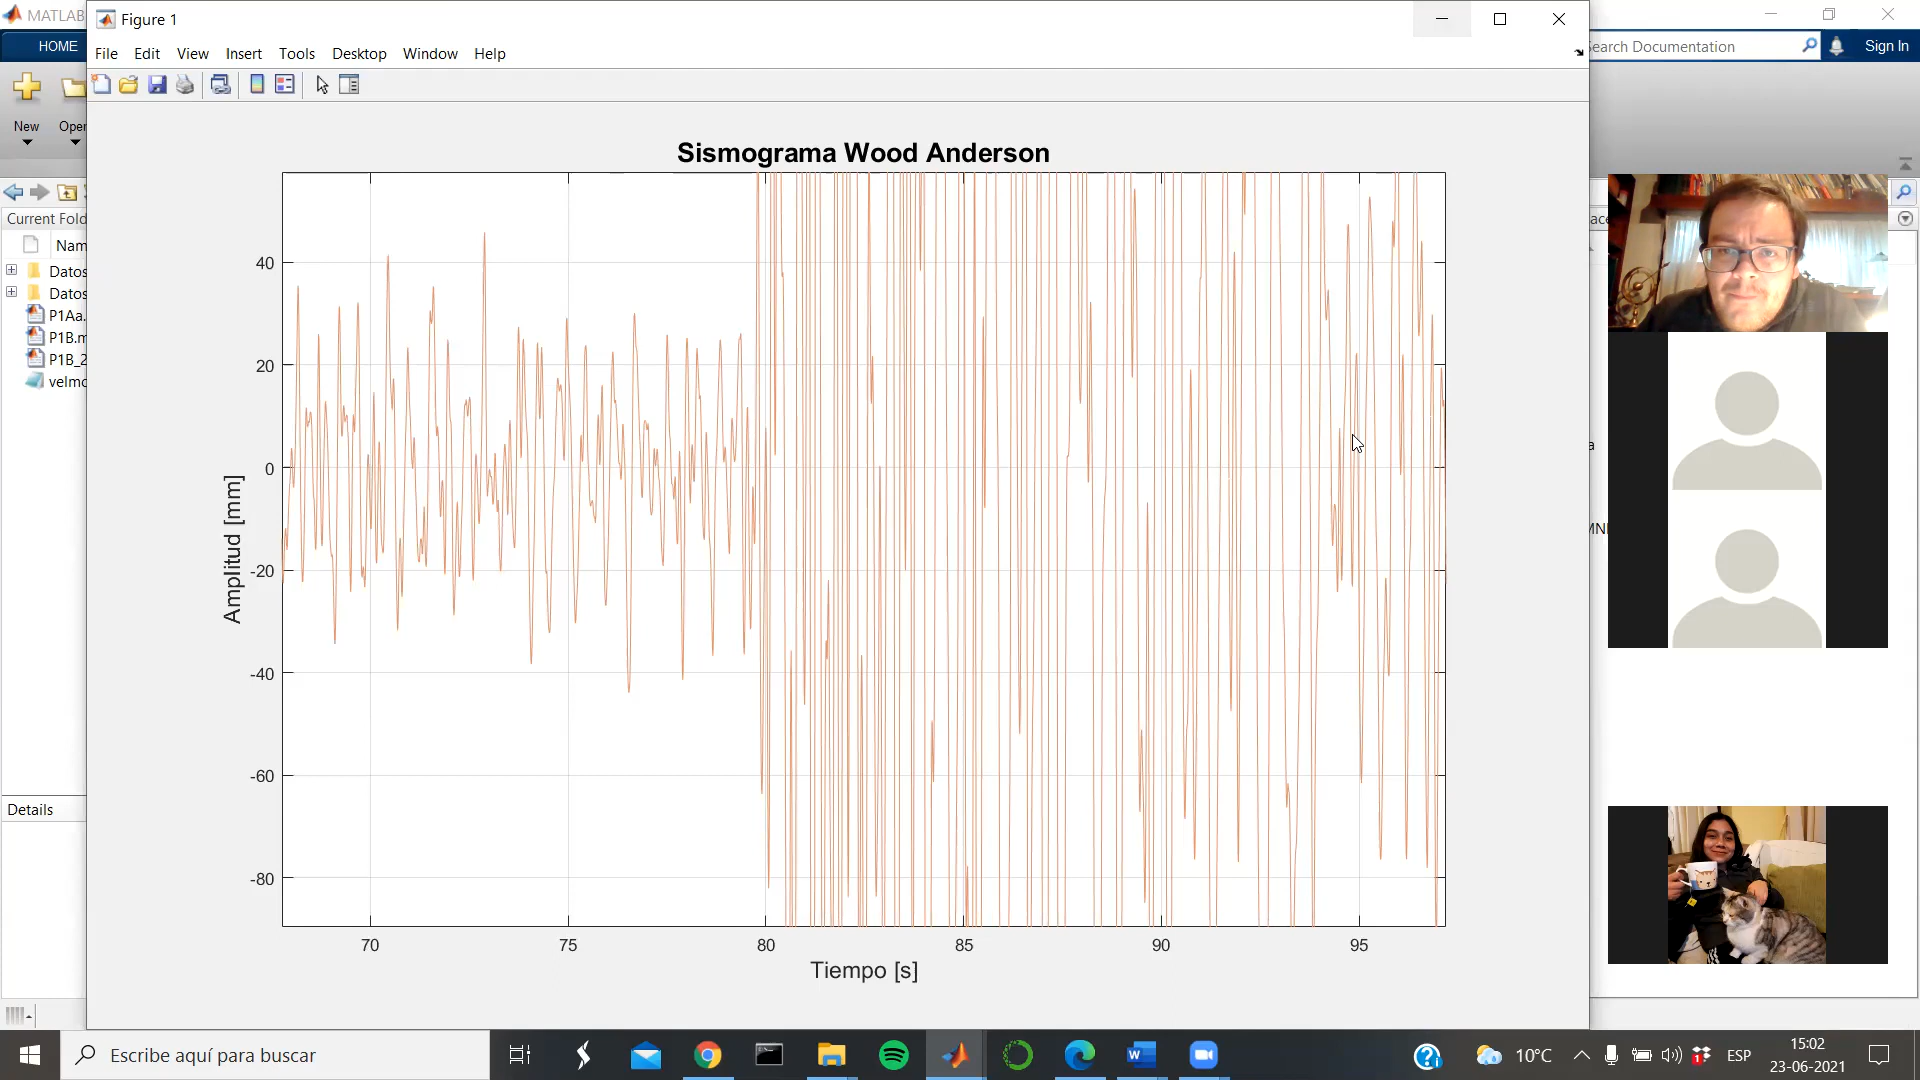 MATLAB
Figure 1
HOME
File Edit View Insert Tools Desktop Window Help
Search Documentation
Sign In
New
Open
Current Fold
Nam
Datos
Datos
P1Aa.
P1B.m
P1B_2
velmo
Details
Sismograma Wood Anderson
Amplitud [mm]
40
20
0
-20
-40
-60
-80
70 75 80 85 90 95
Tiempo [s]
Escribe aquí para buscar
10°C
ESP
15:02
23-06-2021